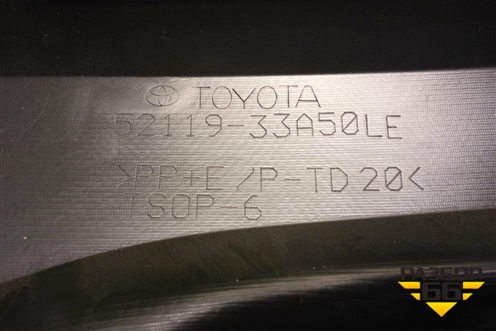 TOYOTA
52119-33A50LE
>PP+E/P-TD20<
TSOP-6
РАЗБОР
66